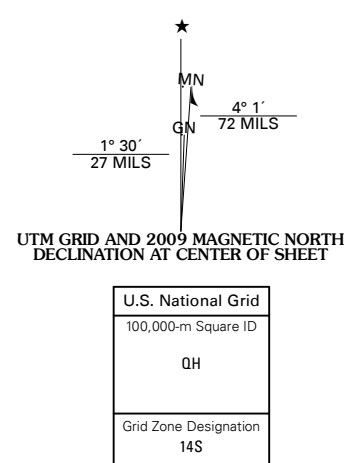 ★
MN
GN
4° 1´
72 MILS
1° 30´
27 MILS
UTM GRID AND 2009 MAGNETIC NORTH
DECLINATION AT CENTER OF SHEET
U.S. National Grid
100,000-m Square ID
QH
Grid Zone Designation
14S